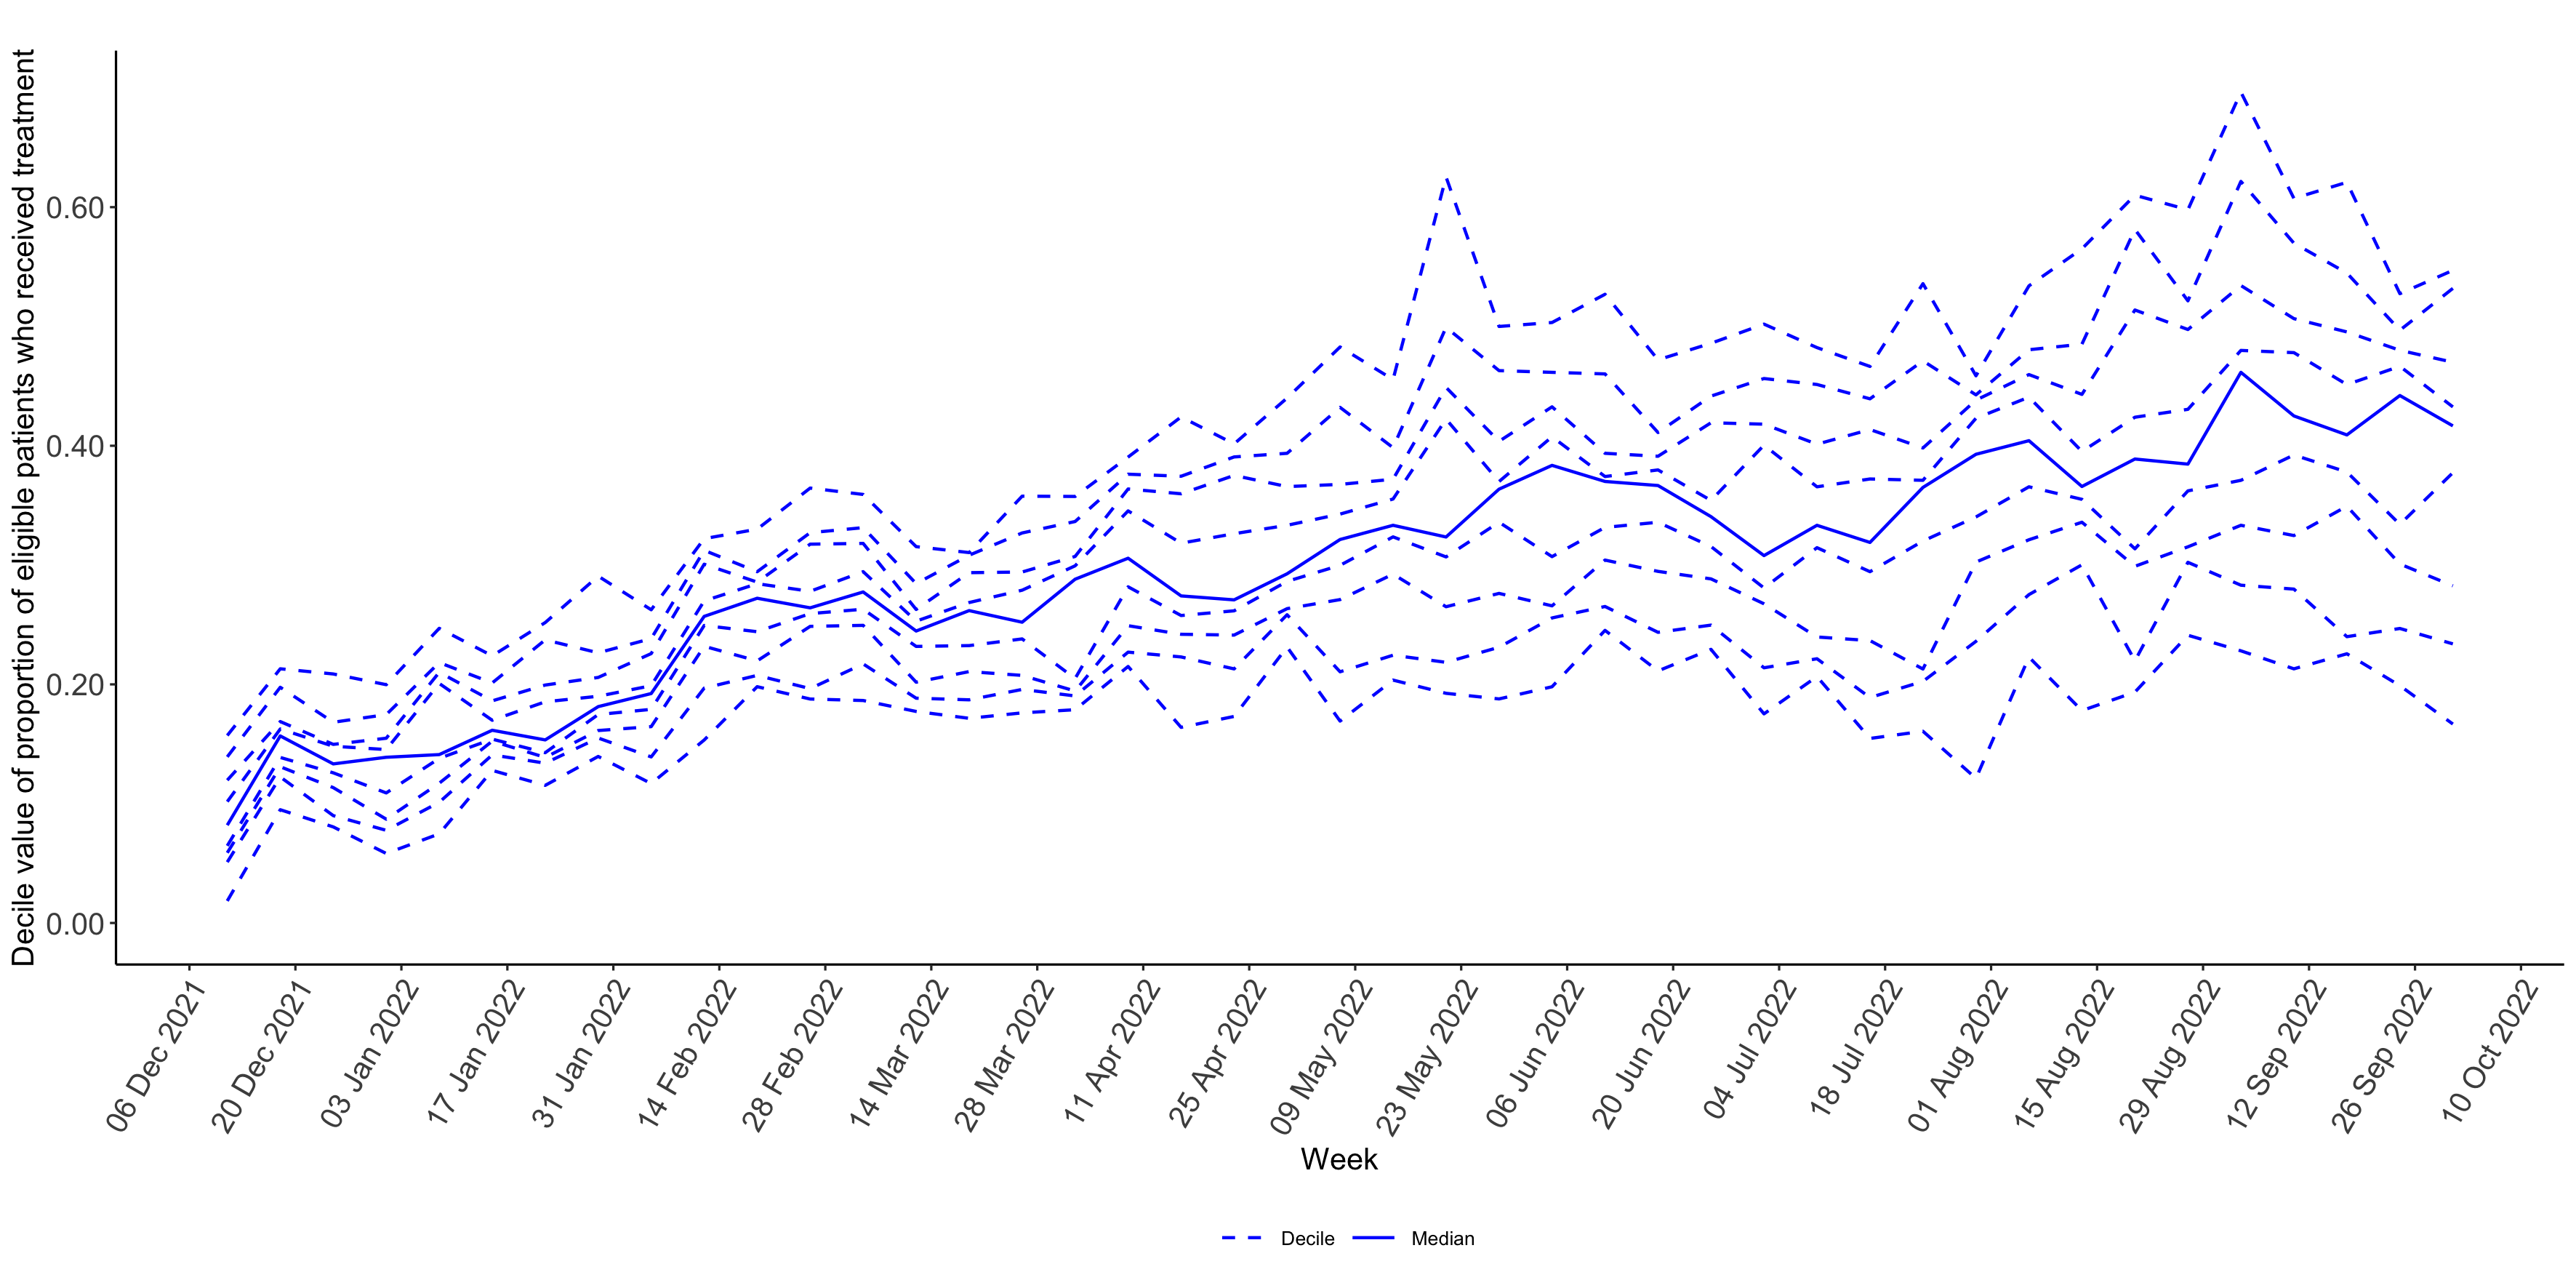 Decile value of proportion of eligible patients who received treatment
0.60
0.40
0.20
0.00
06 Dec 2021
20 Dec 2021
03 Jan 2022
17 Jan 2022
31 Jan 2022
14 Feb 2022
28 Feb 2022
14 Mar 2022
28 Mar 2022
11 Apr 2022
25 Apr 2022
09 May 2022
23 May 2022
06 Jun 2022
20 Jun 2022
04 Jul 2022
18 Jul 2022
01 Aug 2022
15 Aug 2022
29 Aug 2022
12 Sep 2022
26 Sep 2022
10 Oct 2022
Week
Decile Median